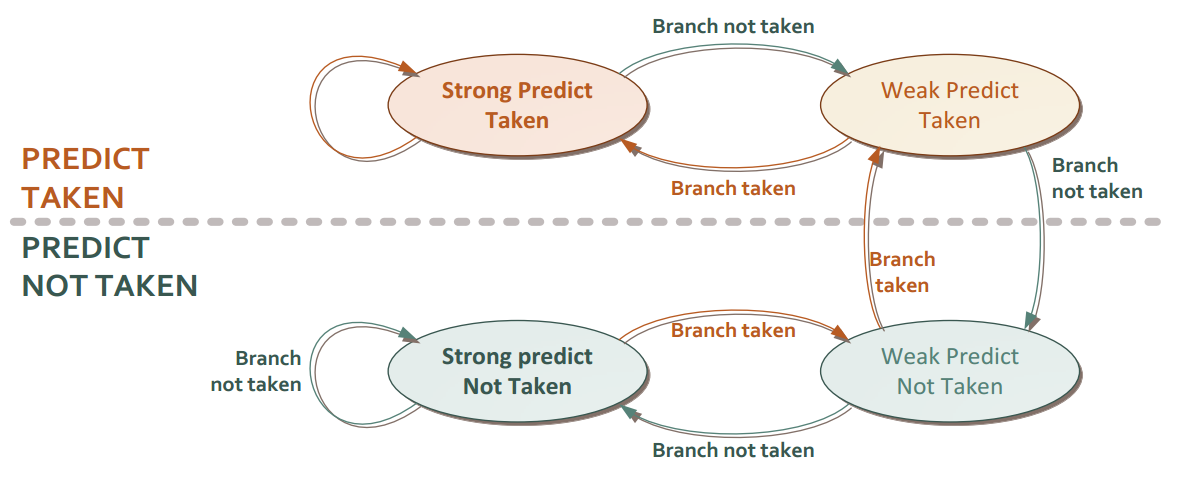 Branch not taken
Strong Predict
Taken
Weak Predict
Taken
PREDICT
TAKEN
Branch taken
Branch
not taken
PREDICT
NOT TAKEN
Branch
taken
Branch taken
Branch
not taken
Strong predict
Not Taken
Weak Predict
Not Taken
Branch not taken